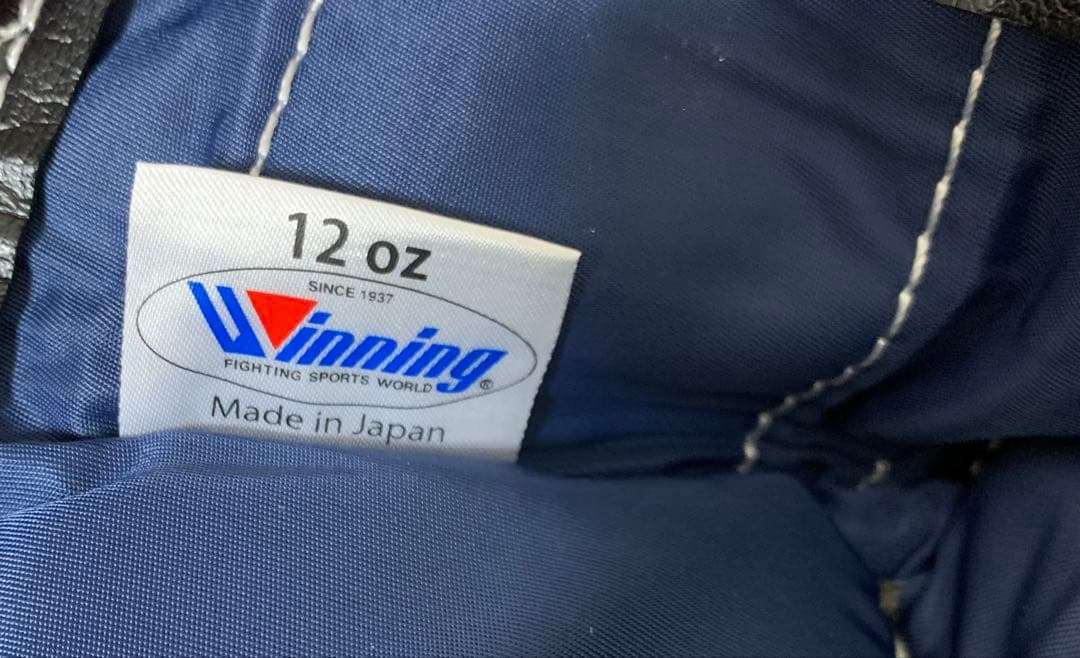 12 oz
SINCE 1937
Winning
FIGHTING SPORTS WORLD ®
Made in Japan